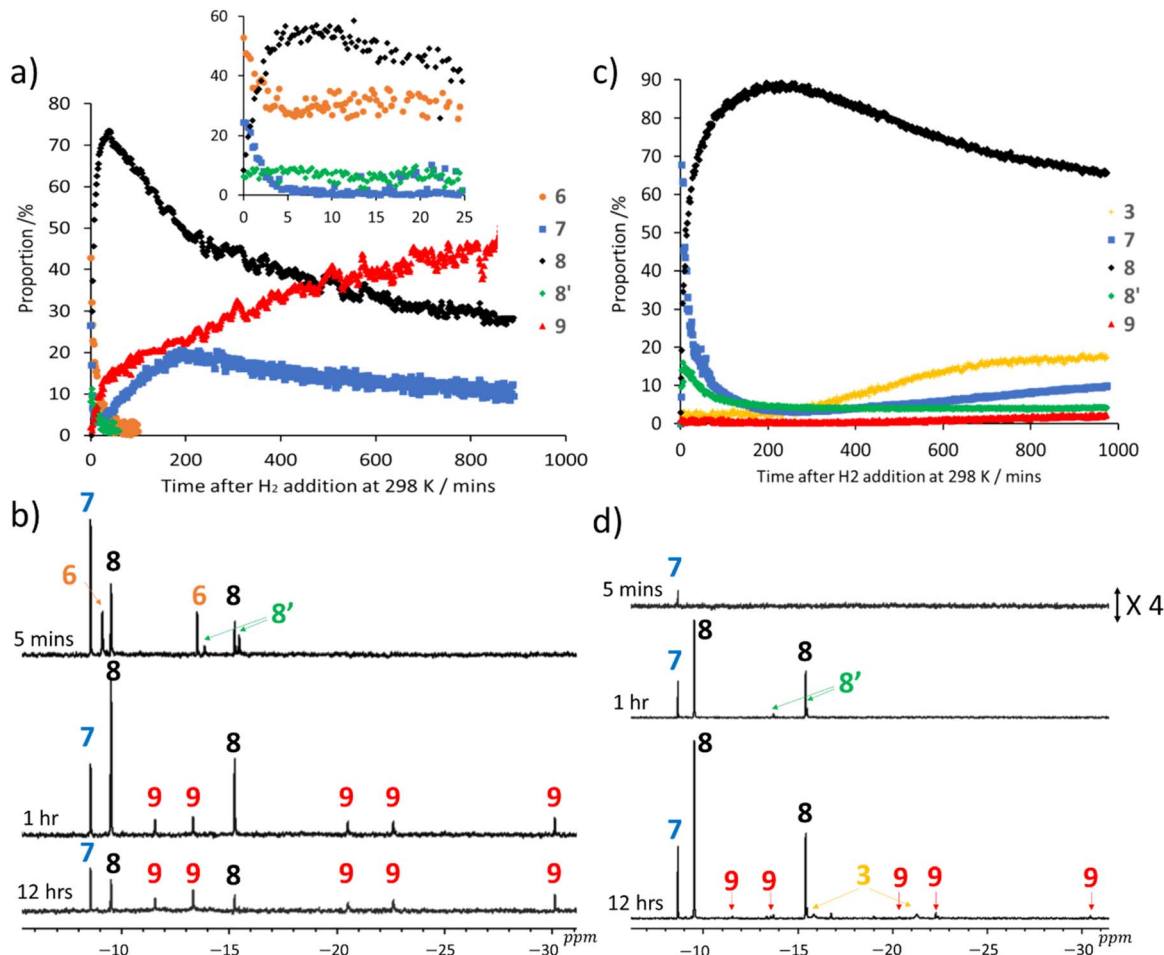 a)
60
40
20
0
0 5 10 15 20 25
80
70
60
50
40
30
20
10
0
Proportion /%
0 200 400 600 800 1000
Time after H₂ addition at 298 K / mins
6
7
8
8'
9
c)
90
80
70
60
50
40
30
20
10
0
Proportion /%
0 200 400 600 800 1000
Time after H2 addition at 298 K / mins
3
7
8
8'
9
b)
7
8
6
6
8
8’
5 mins
8
7
8
9 9 9 9 9
1 hr
7
8
9 9 8 9 9 9
12 hrs
−10 −15 −20 −25 −30 ppm
d)
7
5 mins
X 4
8
8
7
8’
1 hr
8
8
7
9 9 3 9 9 9
12 hrs
−10 −15 −20 −25 −30 ppm